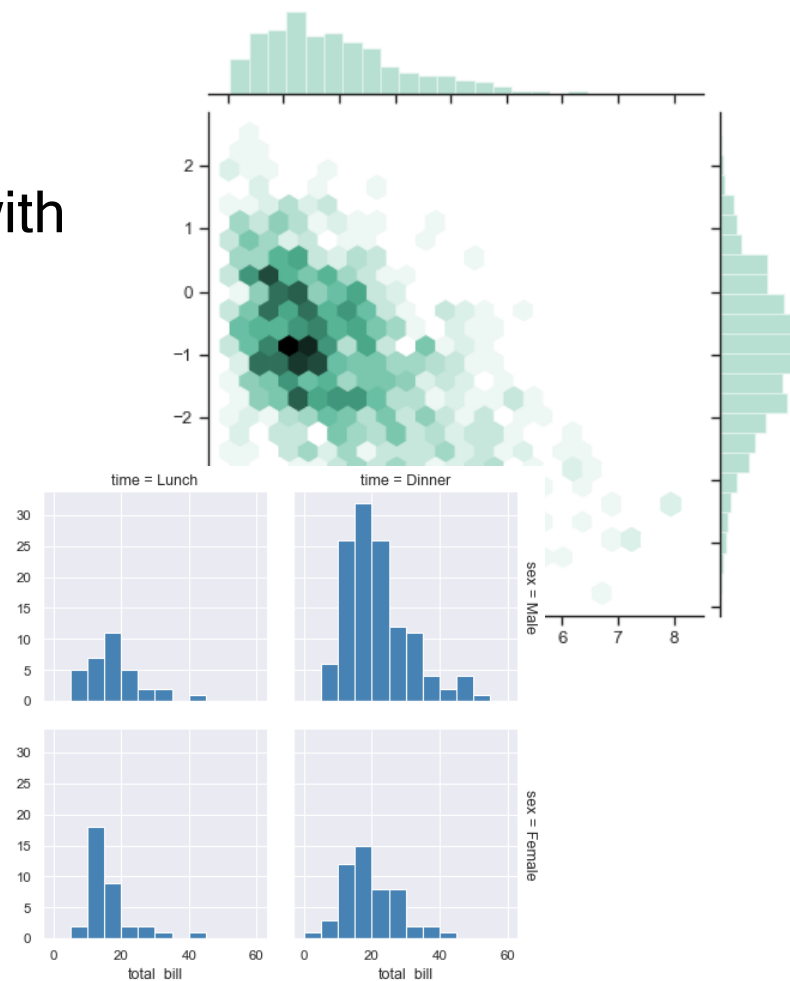 with
2
1
0
−1
−2
6 7 8
time = Lunch time = Dinner
30
25
20
15
10
5
0
sex = Male
30
25
20
15
10
5
0
sex = Female
0 20 40 60 0 20 40 60
total_bill total_bill